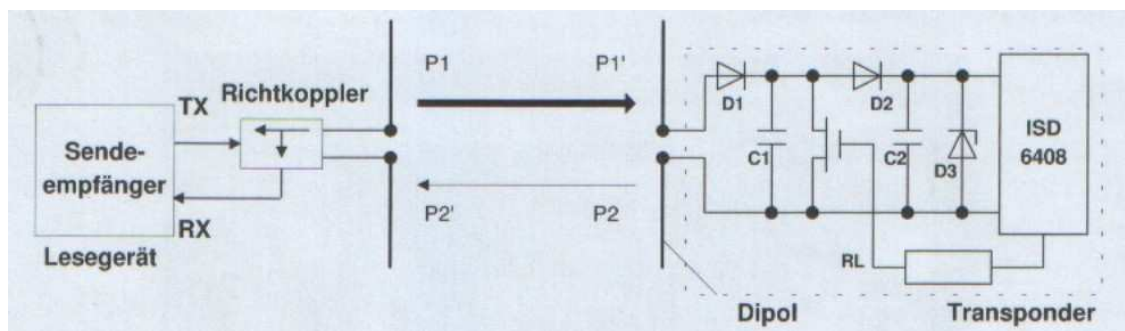 Sende-
empfänger
Lesegerät
TX
RX
Richtkoppler
P1
P1'
P2'
P2
D1
C1
D2
C2
D3
ISD
6408
RL
Dipol
Transponder